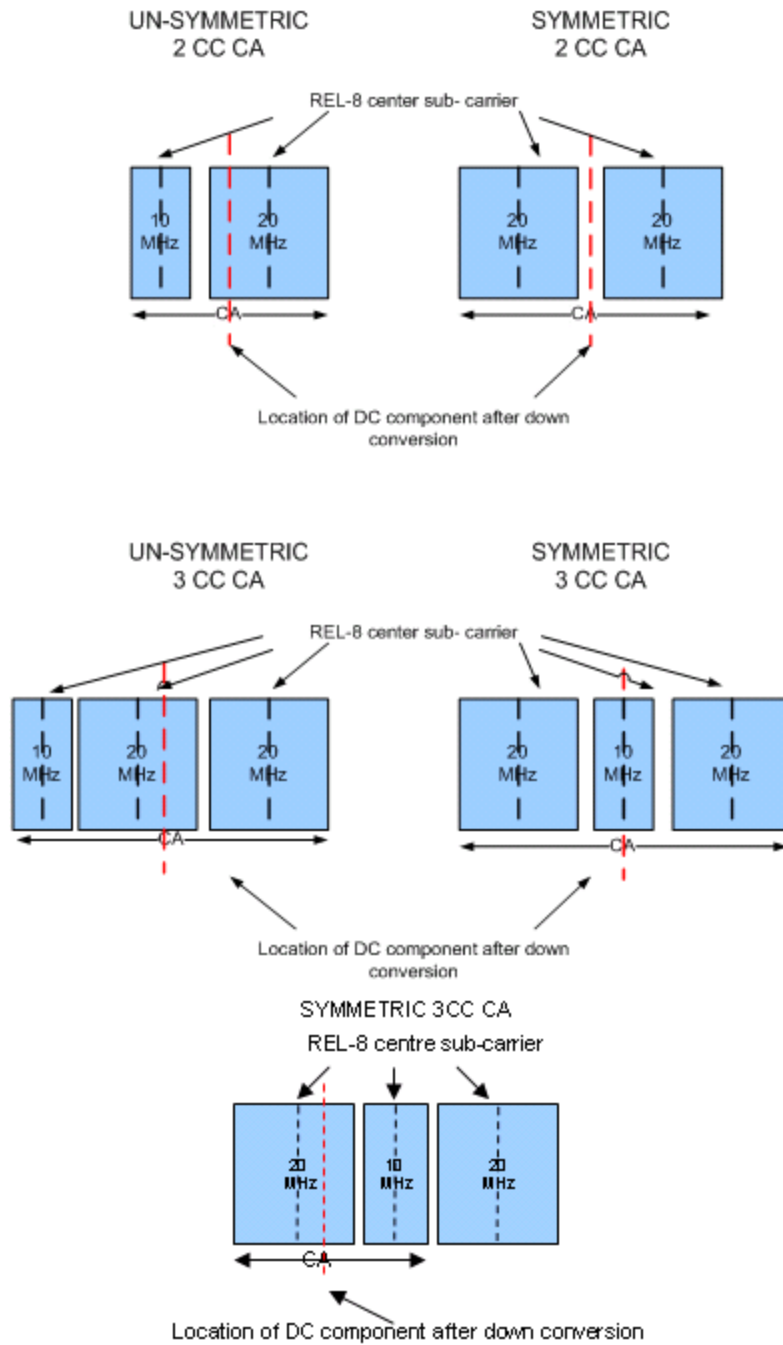 UN-SYMMETRIC
2 CC CA
SYMMETRIC
2 CC CA
REL-8 center sub- carrier
10
MHz
20
MHz
20
MHz
20
MHz
CA
CA
Location of DC component after down
conversion
UN-SYMMETRIC
3 CC CA
SYMMETRIC
3 CC CA
REL-8 center sub- carrier
10
MHz
20
MHz
20
MHz
20
MHz
10
MHz
20
MHz
CA
CA
Location of DC component after down
conversion
SYMMETRIC 3CC CA
REL-8 centre sub-carrier
20
MHz
10
MHz
20
MHz
CA
Location of DC component after down conversion